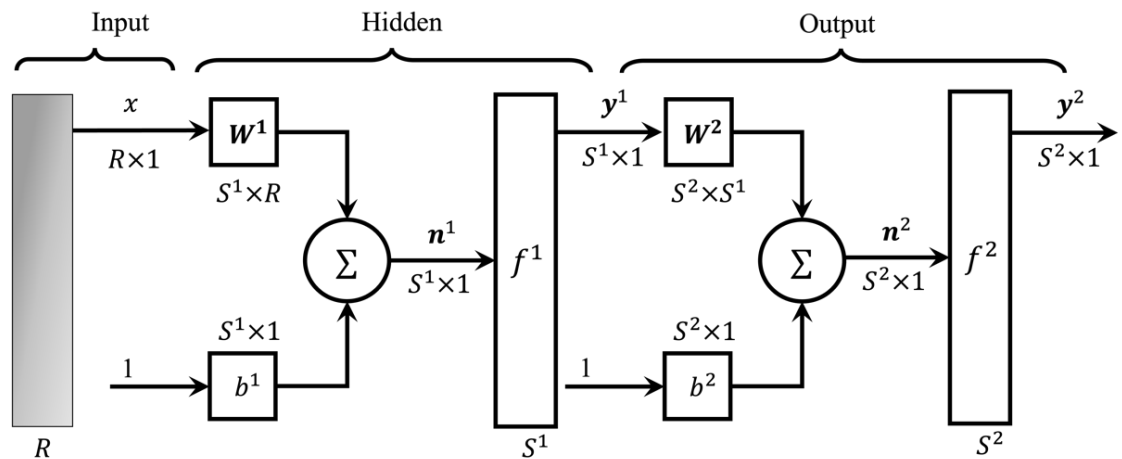 Input Hidden Output
x y¹ y²
R×1 W¹ S¹×1 W² S²×1
S¹×R S²×S¹
n¹ n²
Σ f¹ Σ f²
S¹×1 S²×1
S¹×1 S²×1
1 b¹ 1 b²
R S¹ S²